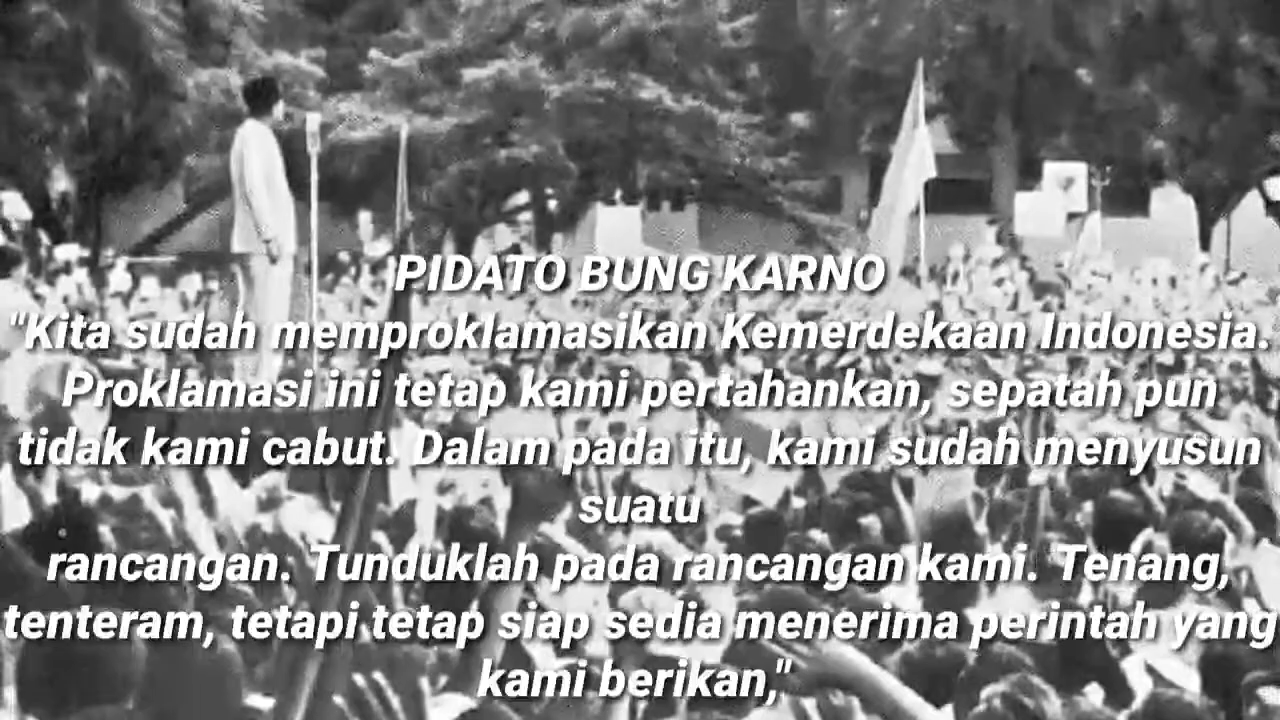 PIDATO BUNG KARNO
"Kita sudah memproklamasikan Kemerdekaan Indonesia.
Proklamasi ini tetap kami pertahankan, sepatah pun
tidak kami cabut. Dalam pada itu, kami sudah menyusun
suatu
rancangan. Tunduklah pada rancangan kami. Tenang,
tenteram, tetapi tetap siap sedia menerima perintah yang
kami berikan,"